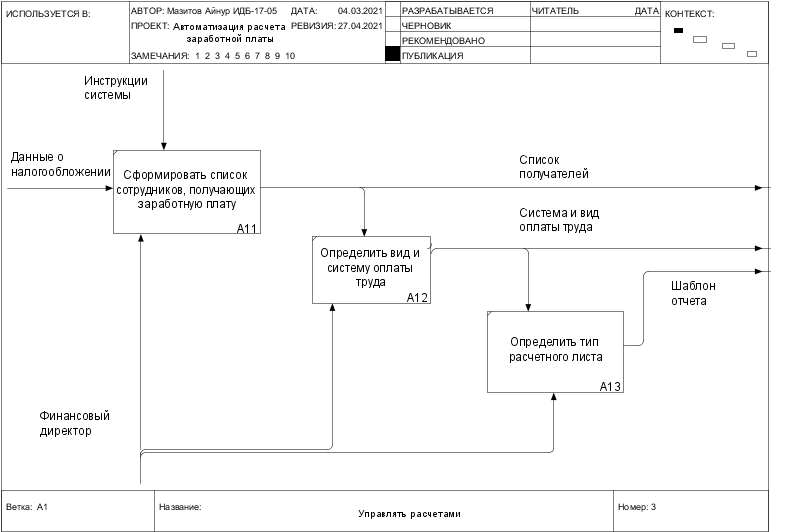 ИСПОЛЬЗУЕТСЯ В:
АВТОР: Мазитов Айнур ИДБ-17-05 ДАТА: 04.03.2021
ПРОЕКТ: Автоматизация расчета заработной платы
РЕВИЗИЯ: 27.04.2021
ЗАМЕЧАНИЯ: 1 2 3 4 5 6 7 8 9 10
РАЗРАБАТЫВАЕТСЯ
ЧЕРНОВИК
РЕКОМЕНДОВАНО
ПУБЛИКАЦИЯ
ЧИТАТЕЛЬ ДАТА
КОНТЕКСТ:
Инструкции
системы
Данные о
налогообложении
Сформировать список
сотрудников, получающих
заработную плату
A11
Список
получателей
Система и вид
оплаты труда
Определить вид и
систему оплаты
труда
A12
Шаблон
отчета
Определить тип
расчетного листа
A13
Финансовый
директор
Ветка: A1
Название:
Управлять расчетами
Номер: 3